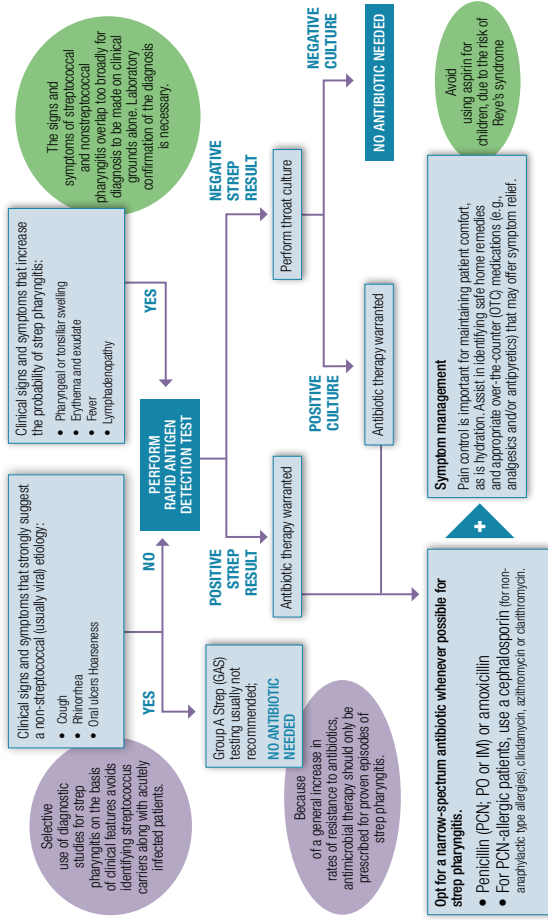 Selective
use of diagnostic
studies for strep
pharyngitis on the basis
of clinical features avoids
identifying streptococcus
carriers along with acutely
infected patients.
Clinical signs and symptoms that strongly suggest
a non-streptococcal (usually viral) etiology:
• Cough
• Rhinorrhea
• Oral ulcers Hoarseness
Clinical signs and symptoms that increase
the probability of strep pharyngitis:
• Pharyngeal or tonsillar swelling
• Erythema and exudate
• Fever
• Lymphadenopathy
The signs and
symptoms of streptococcal
and nonstreptococcal
pharyngitis overlap too broadly for
diagnosis to be made on clinical
grounds alone. Laboratory
confirmation of the diagnosis
is necessary.
YES
NO
YES
Group A Strep (GAS)
testing usually not
recommended;
NO ANTIBIOTIC
NEEDED
PERFORM
RAPID ANTIGEN
DETECTION TEST
Because
of a general increase in
rates of resistance to antibiotics,
antimicrobial therapy should only be
prescribed for proven episodes of
strep pharyngitis.
POSITIVE
STREP
RESULT
NEGATIVE
STREP
RESULT
Antibiotic therapy warranted
Perform throat culture
POSITIVE
CULTURE
NEGATIVE
CULTURE
Antibiotic therapy warranted
NO ANTIBIOTIC NEEDED
Opt for a narrow-spectrum antibiotic whenever possible for
strep pharyngitis.
• Penicillin (PCN; PO or IM) or amoxicillin
• For PCN-allergic patients, use a cephalosporin (for non-
anaphylactic type allergies), clindamycin, azithromycin or clarithromycin.
+
Symptom management
Pain control is important for maintaining patient comfort,
as is hydration. Assist in identifying safe home remedies
and appropriate over-the-counter (OTC) medications (e.g.,
analgesics and/or antipyretics) that may offer symptom relief.
Avoid
using aspirin for
children, due to the risk of
Reye's syndrome